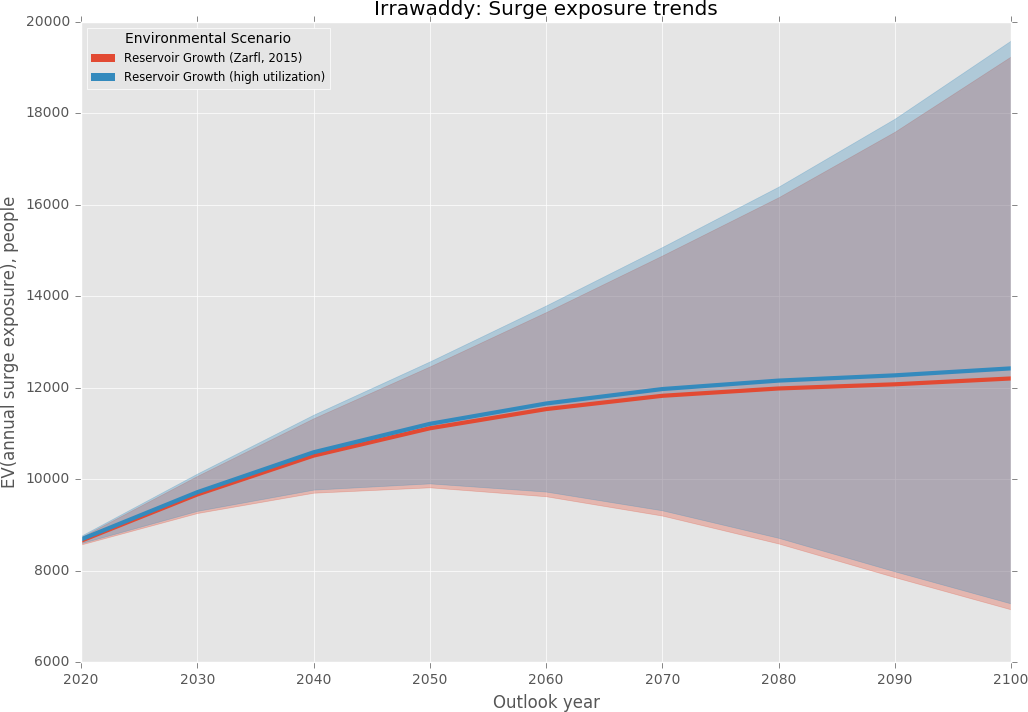 Irrawaddy: Surge exposure trends
Environmental Scenario
Reservoir Growth (Zarfl, 2015)
Reservoir Growth (high utilization)
EV(annual surge exposure), people
20000
18000
16000
14000
12000
10000
8000
6000
2020 2030 2040 2050 2060 2070 2080 2090 2100
Outlook year